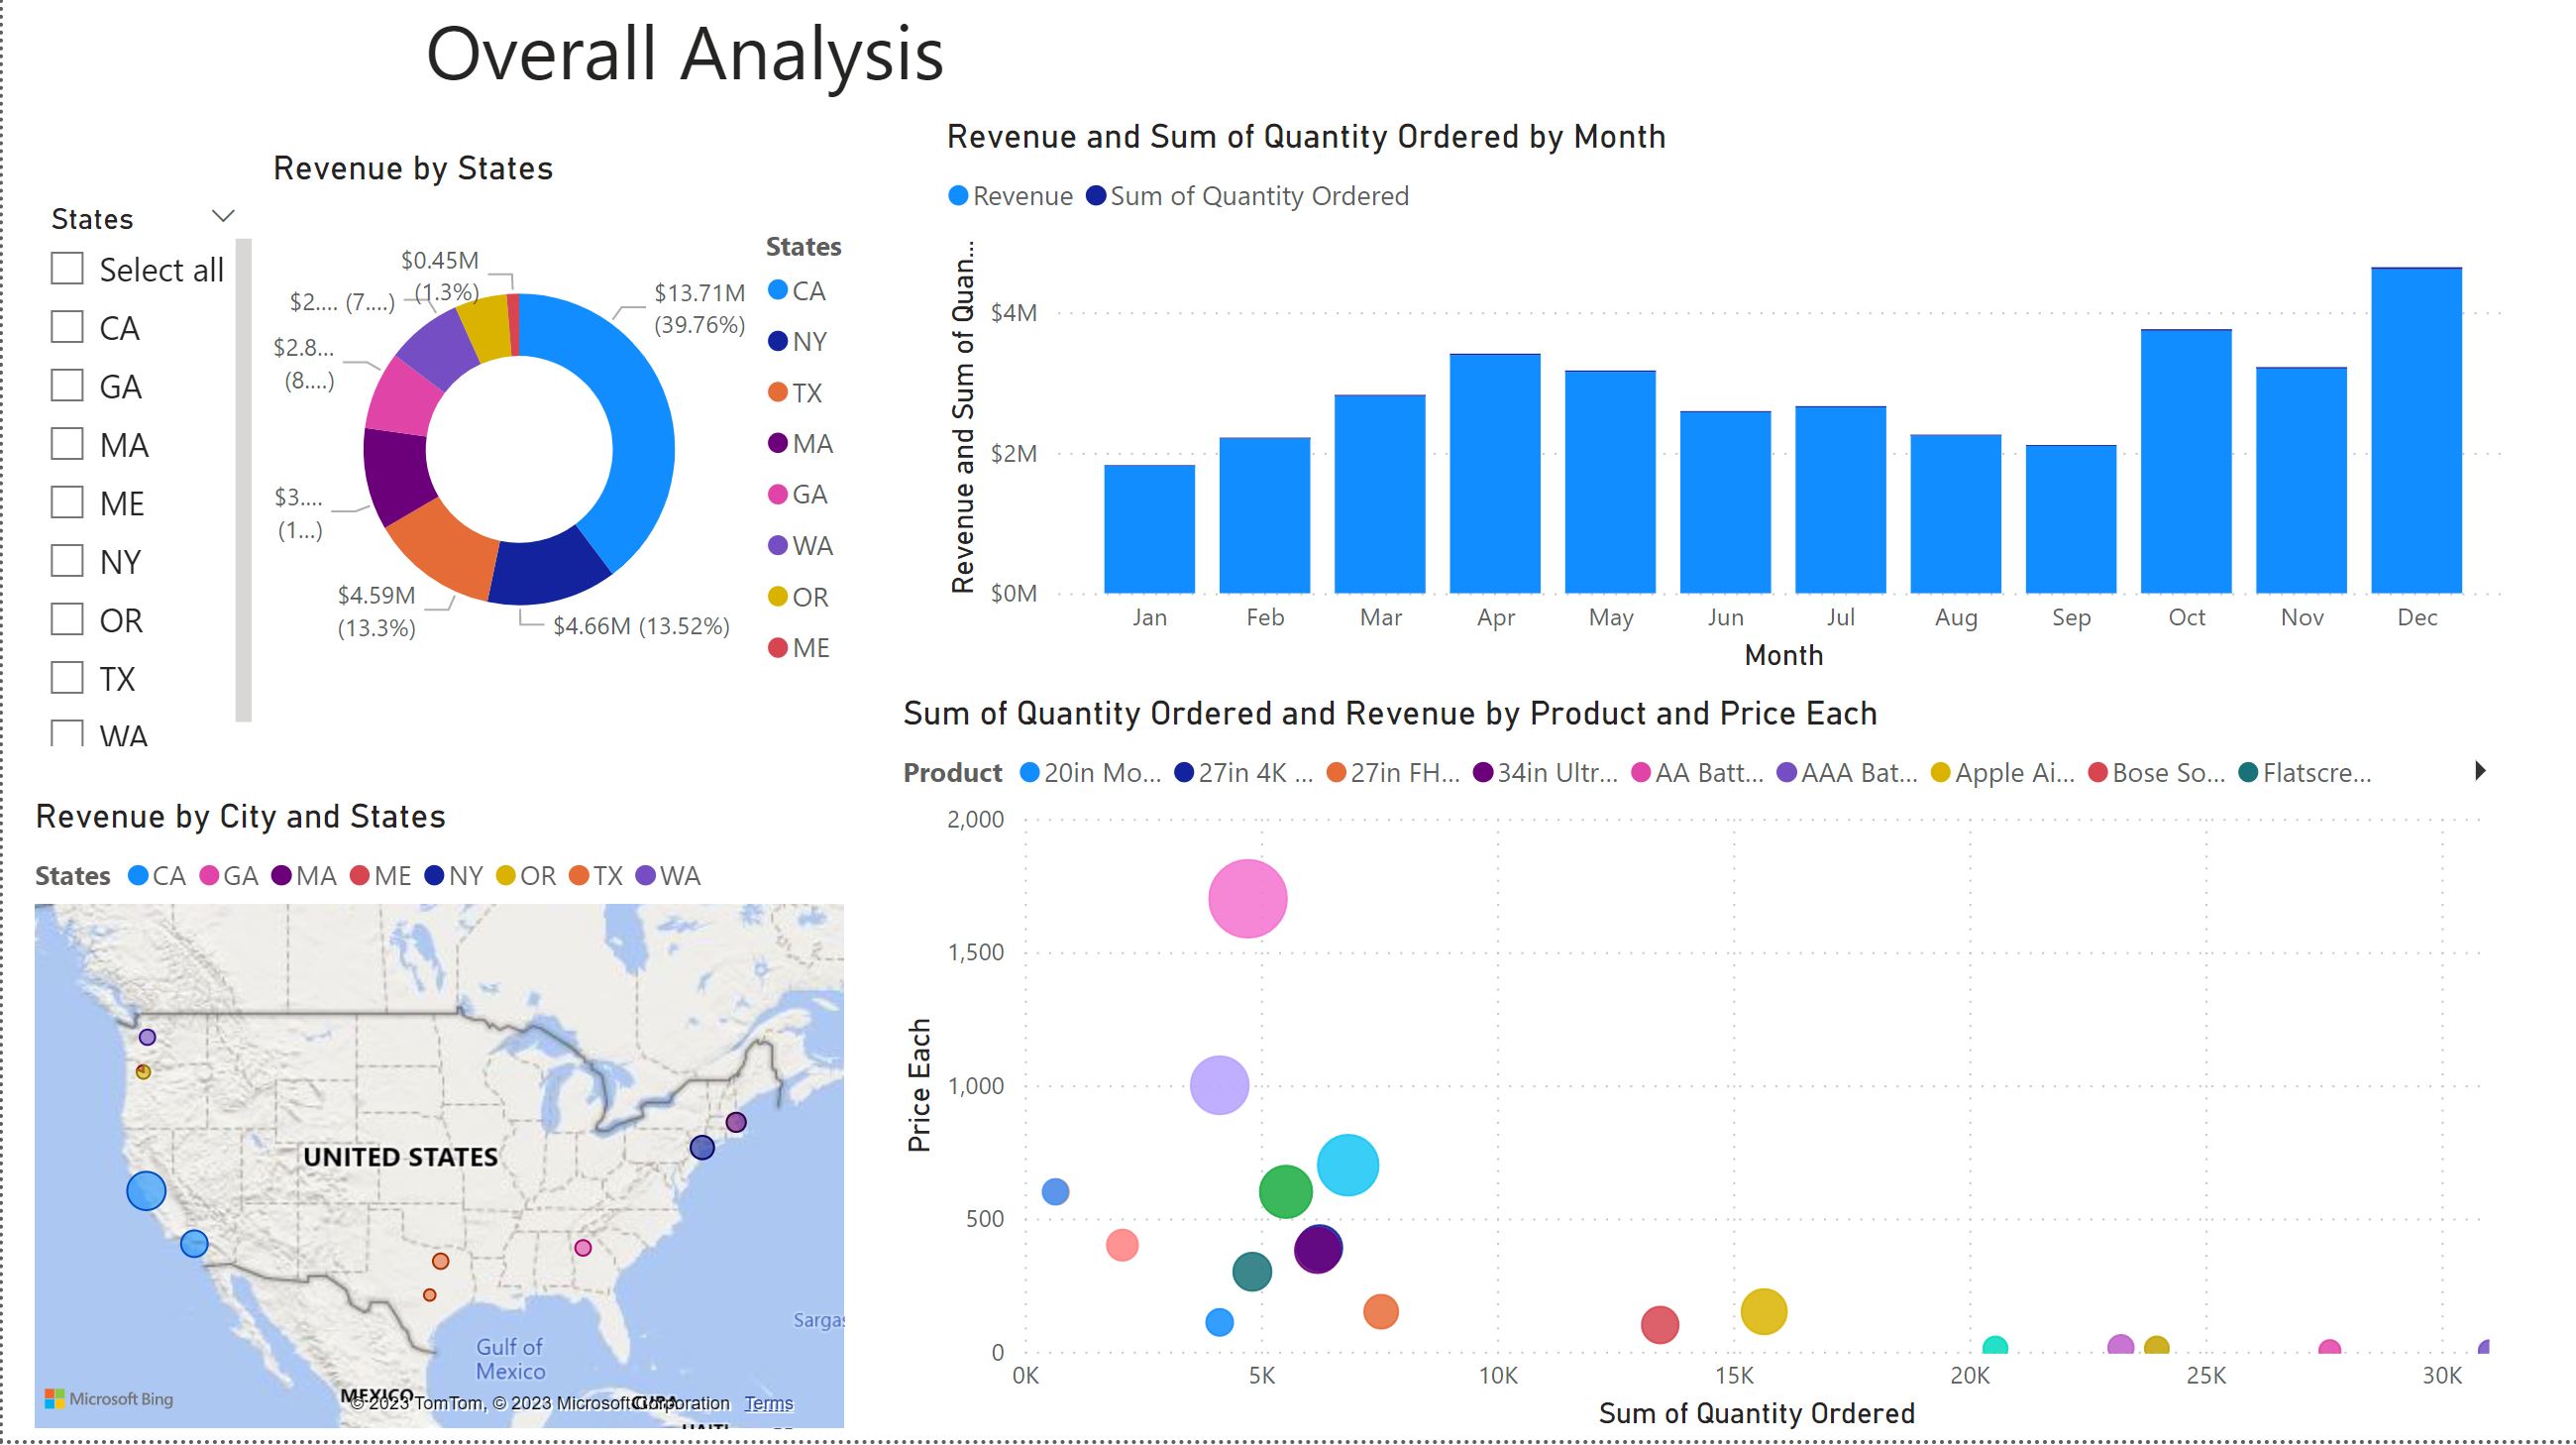 Overall Analysis
Revenue by States
States
Select all
CA
GA
MA
ME
NY
OR
TX
WA
$0.45M
(1.3%)
$2.... (7....)
$2.8...
(8....)
$3....
(1...)
$4.59M
(13.3%)
$4.66M (13.52%)
$13.71M
(39.76%)
States
CA
NY
TX
MA
GA
WA
OR
ME
Revenue and Sum of Quantity Ordered by Month
Revenue Sum of Quantity Ordered
Revenue and Sum of Quan...
$4M
$2M
$0M
Jan Feb Mar Apr May Jun Jul Aug Sep Oct Nov Dec
Month
Revenue by City and States
States CA GA MA ME NY OR TX WA
UNITED STATES
Gulf of
Mexico
Sargas
MEXICO
CUBA
HAITI
Microsoft Bing
© 2023 TomTom, © 2023 Microsoft Corporation Terms
Sum of Quantity Ordered and Revenue by Product and Price Each
Product 20in Mo... 27in 4K ... 27in FH... 34in Ultr... AA Batt... AAA Bat... Apple Ai... Bose So... Flatscre...
Price Each
2,000
1,500
1,000
500
0
0K 5K 10K 15K 20K 25K 30K
Sum of Quantity Ordered